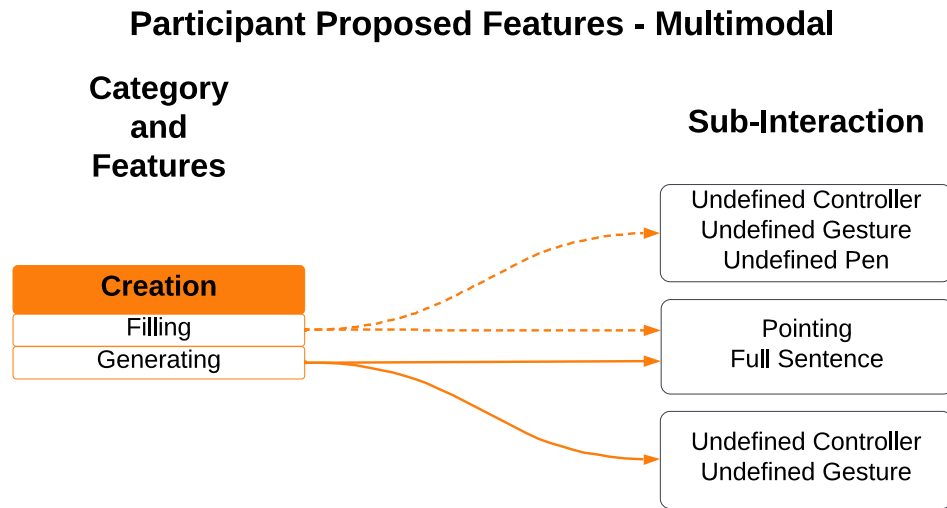 Participant Proposed Features - Multimodal
Category
and
Features
Sub-Interaction
Creation
Filling
Generating
Undefined Controller
Undefined Gesture
Undefined Pen
Pointing
Full Sentence
Undefined Controller
Undefined Gesture